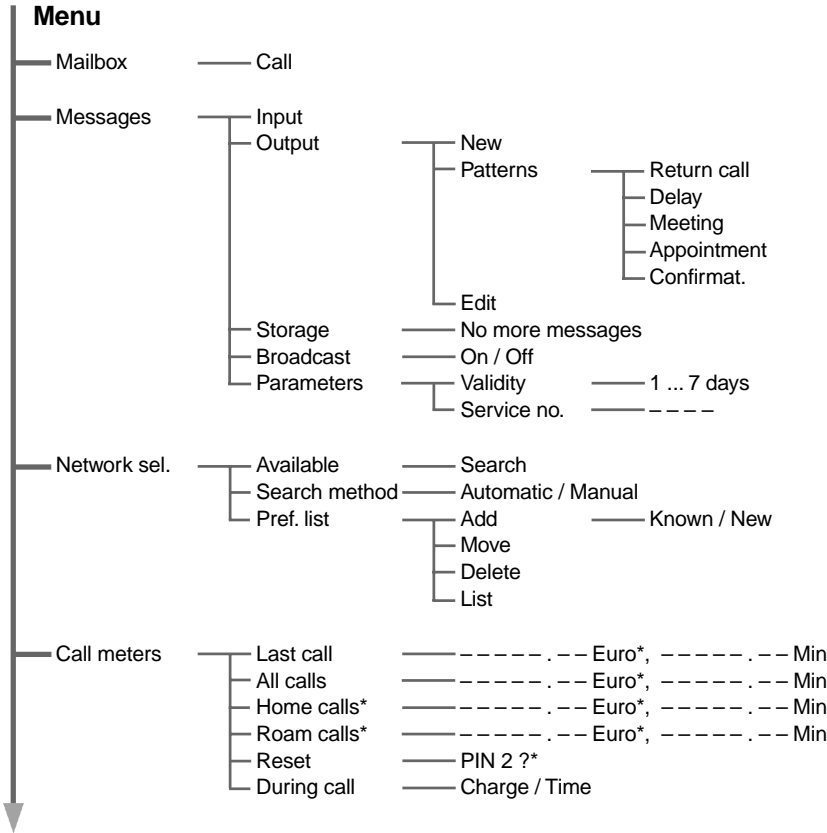 Menu
Mailbox Call
Messages Input
Output New
Patterns Return call
Delay
Meeting
Appointment
Confirmat.
Edit
Storage No more messages
Broadcast On / Off
Parameters Validity 1 ... 7 days
Service no. – – – –
Network sel. Available Search
Search method Automatic / Manual
Pref. list Add Known / New
Move
Delete
List
Call meters Last call – – – – – . – – Euro*, – – – – – . – – Min
All calls – – – – – . – – Euro*, – – – – – . – – Min
Home calls* – – – – – . – – Euro*, – – – – – . – – Min
Roam calls* – – – – – . – – Euro*, – – – – – . – – Min
Reset PIN 2 ?*
During call Charge / Time